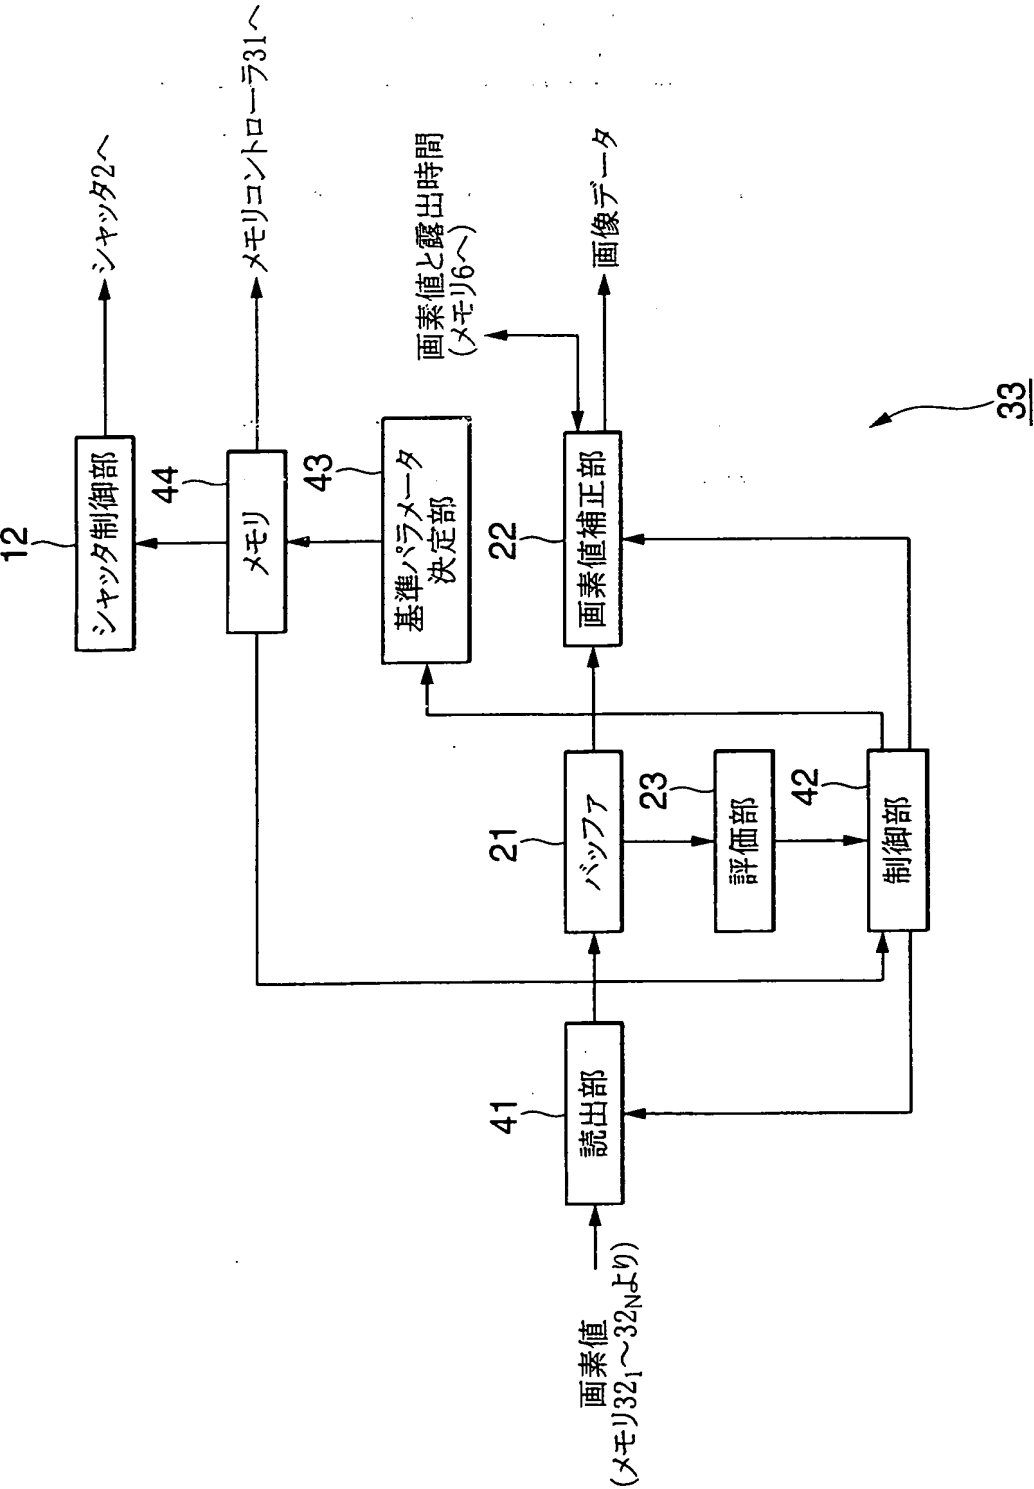 12
シャッタ制御部
シャッタ2へ
44
メモリ
メモリコントローラ31へ
43
基準パラメータ
決定部
画素値と露出時間
(メモリ6へ)
22
画素値補正部
画像データ
21
バッファ
23
評価部
42
制御部
41
読出部
画素値
(メモリ32₁～32Nより)
33